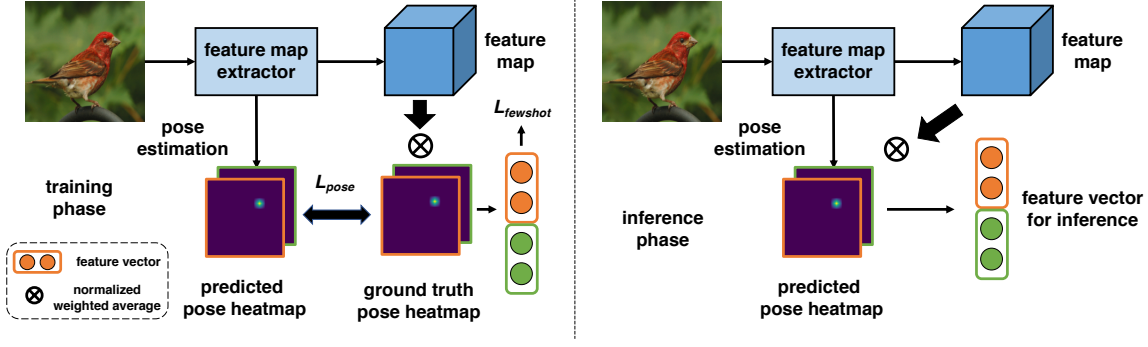 feature map
extractor
feature
map
L_fewshot
pose
estimation
training
phase
L_pose
feature vector
normalized
weighted average
predicted
pose heatmap
ground truth
pose heatmap
feature map
extractor
feature
map
pose
estimation
inference
phase
feature vector
for inference
predicted
pose heatmap